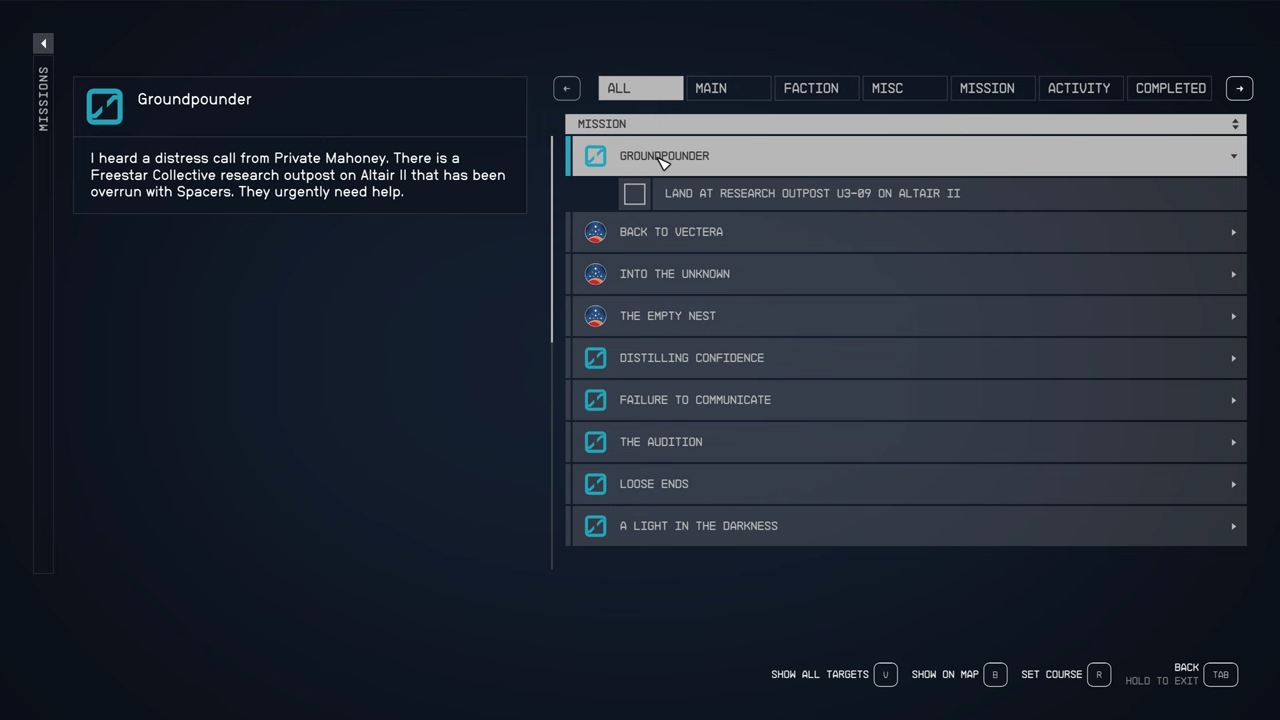 MISSIONS
Groundpounder
I heard a distress call from Private Mahoney. There is a
Freestar Collective research outpost on Altair II that has been
overrun with Spacers. They urgently need help.
ALL MAIN FACTION MISC MISSION ACTIVITY COMPLETED
MISSION
GROUNDPOUNDER
LAND AT RESEARCH OUTPOST U3-09 ON ALTAIR II
BACK TO VECTERA
INTO THE UNKNOWN
THE EMPTY NEST
DISTILLING CONFIDENCE
FAILURE TO COMMUNICATE
THE AUDITION
LOOSE ENDS
A LIGHT IN THE DARKNESS
SHOW ALL TARGETS V SHOW ON MAP B SET COURSE R BACK TAB
HOLD TO EXIT